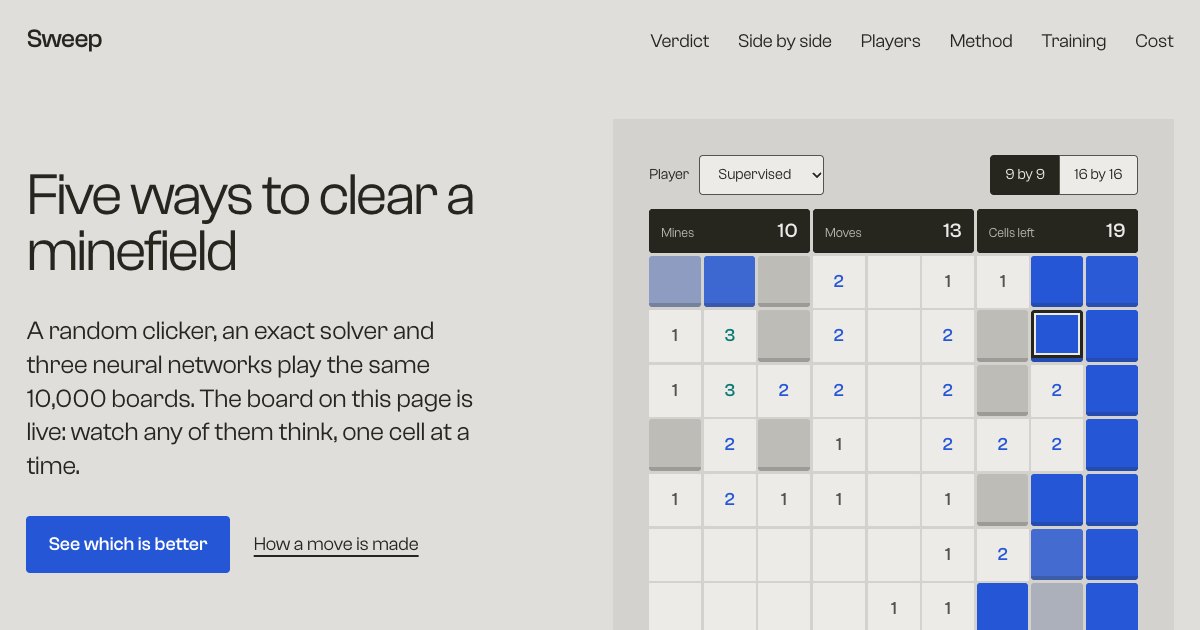 Sweep
Verdict Side by side Players Method Training Cost
Five ways to clear a
minefield
A random clicker, an exact solver and
three neural networks play the same
10,000 boards. The board on this page is
live: watch any of them think, one cell at a
time.
See which is better How a move is made
Player Supervised 9 by 9 16 by 16
Mines 10 Moves 13 Cells left 19
2 1 1
1 3 2 2
1 3 2 2 2 2
2 1 2 2 2
1 2 1 1 1
1 2
1 1